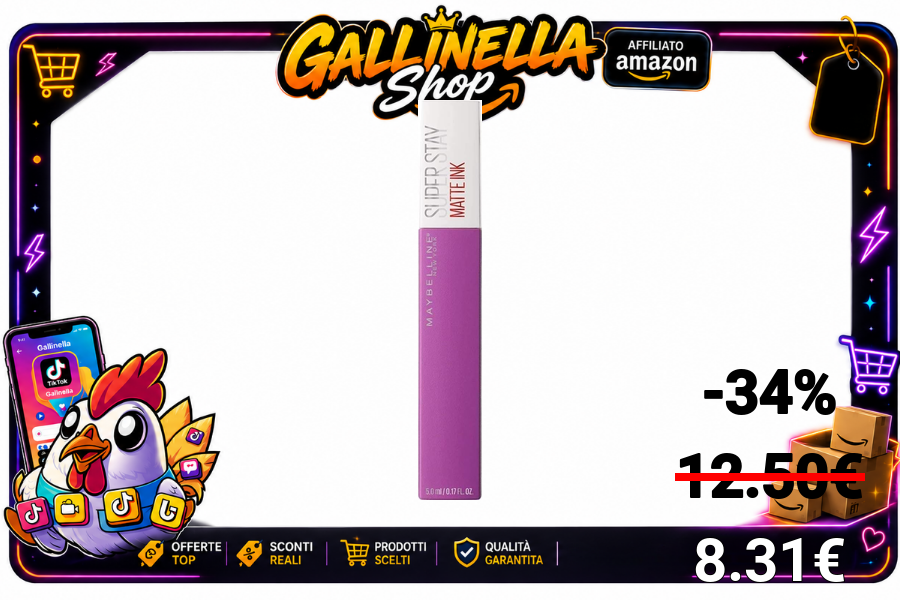 GALLINELLA
Shop
AFFILIATO
amazon
SUPER STAY
MATTE INK
MAYBELLINE
NEW YORK
5.0 ml / 0.17 FL. OZ.
Gallinella
TikTok
Gallinella
-34%
12.50€
8.31€
OFFERTE
TOP
SCONTI
REALI
PRODOTTI
SCELTI
QUALITÀ
GARANTITA